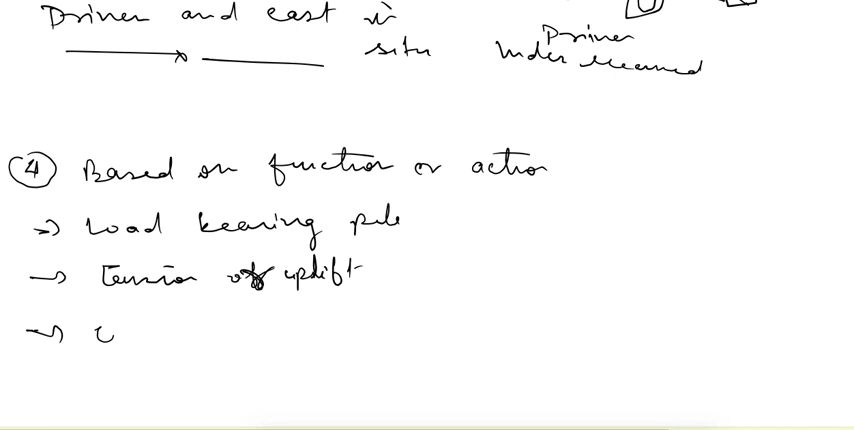 Driven and cast in
situ
Driven
Under reamed
④ Based on function or action
→ Load bearing pile
→ Tension or uplift
→ C